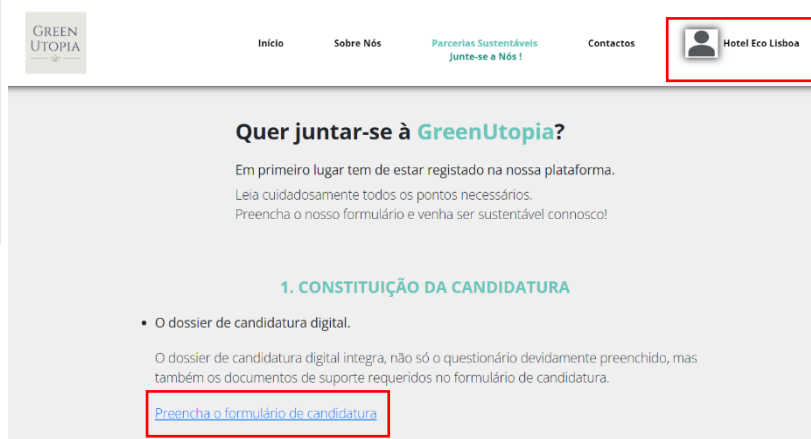 GREEN
UTOPIA
Início
Sobre Nós
Parcerias Sustentáveis
Junte-se a Nós !
Contactos
Hotel Eco Lisboa
Quer juntar-se à GreenUtopia?
Em primeiro lugar tem de estar registado na nossa plataforma.
Leia cuidadosamente todos os pontos necessários.
Preencha o nosso formulário e venha ser sustentável connosco!
1. CONSTITUIÇÃO DA CANDIDATURA
• O dossier de candidatura digital.
O dossier de candidatura digital integra, não só o questionário devidamente preenchido, mas
também os documentos de suporte requeridos no formulário de candidatura.
Preencha o formulário de candidatura